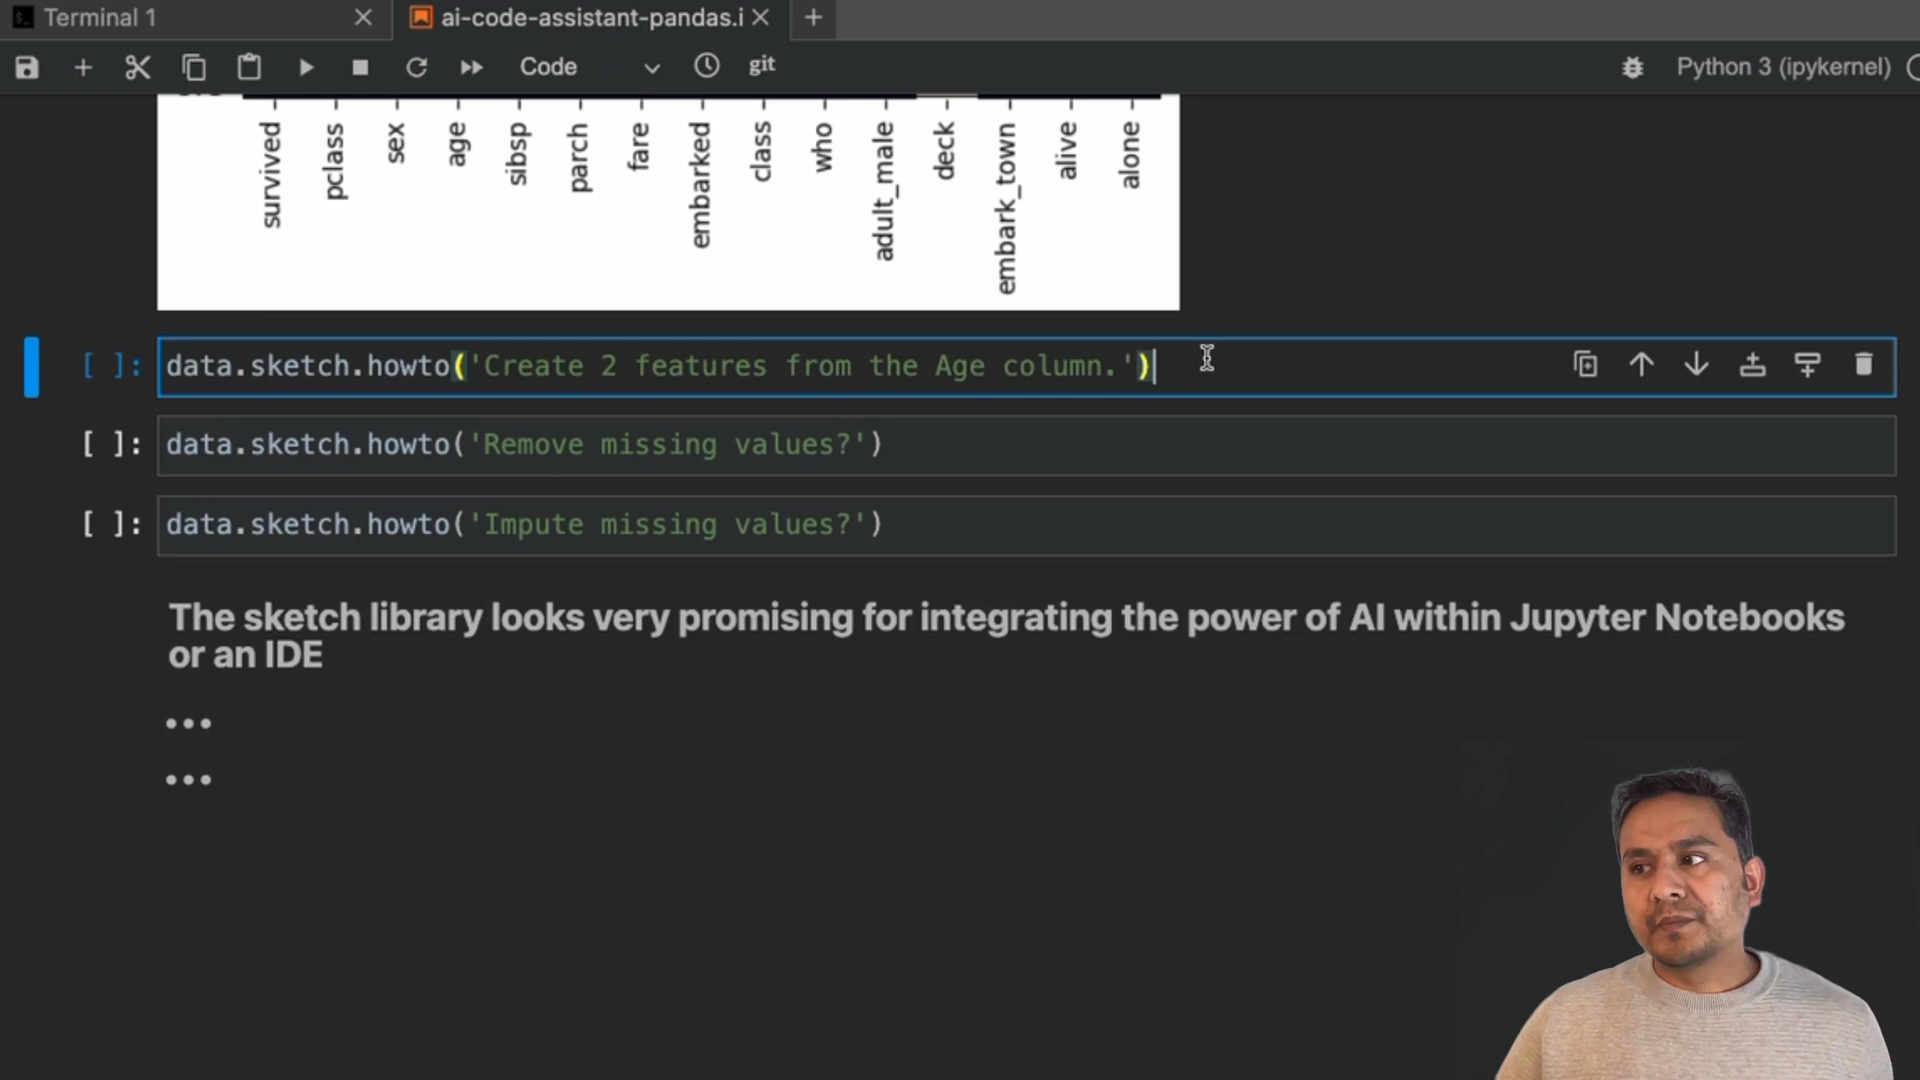 Terminal 1
ai-code-assistant-pandas.i
Code
git
Python 3 (ipykernel)
survived
pclass
sex
age
sibsp
parch
fare
embarked
class
who
adult_male
deck
embark_town
alive
alone
[ ]: data.sketch.howto('Create 2 features from the Age column.')
[ ]: data.sketch.howto('Remove missing values?')
[ ]: data.sketch.howto('Impute missing values?')
The sketch library looks very promising for integrating the power of AI within Jupyter Notebooks
or an IDE